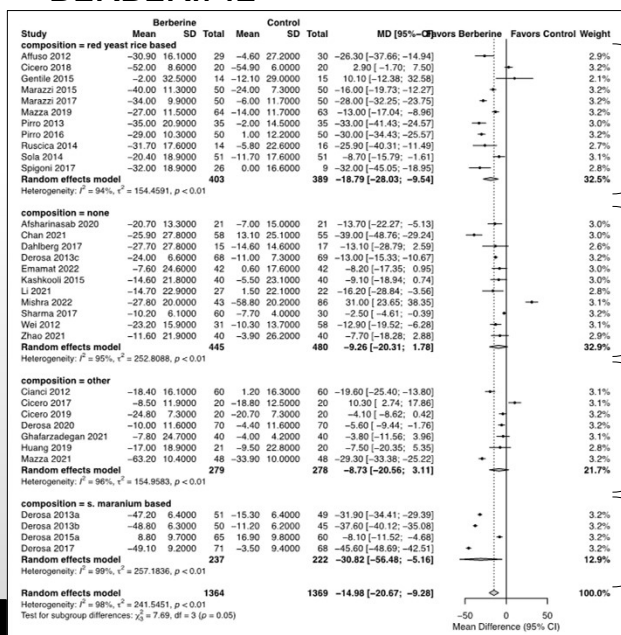 Berberine Control
Study Mean SD Total Mean SD Total MD [95%−CI] Favors Berberine Favors Control Weight
composition = red yeast rice based
Affuso 2012 −30.90 16.1000 29 −4.60 27.2000 30 −26.30 [−37.66; −14.94] 2.9%
Cicero 2018 −52.00 8.6000 20 −54.90 6.0000 20 2.90 [ −1.70; 7.50] 3.2%
Gentile 2015 −2.00 32.5000 14 −12.10 29.0000 15 10.10 [−12.38; 32.58] 2.1%
Marazzi 2015 −40.00 11.3000 50 −24.00 7.3000 50 −16.00 [−19.73; −12.27] 3.2%
Marazzi 2017 −34.00 9.9000 50 −6.00 11.7000 50 −28.00 [−32.25; −23.75] 3.2%
Mazza 2019 −27.00 11.5000 64 −14.00 11.7000 63 −13.00 [−17.04; −8.96] 3.2%
Pirro 2013 −35.00 20.9000 35 −2.00 14.5000 35 −33.00 [−41.43; −24.57] 3.0%
Pirro 2016 −29.00 10.3000 50 1.00 12.2000 50 −30.00 [−34.43; −25.57] 3.2%
Ruscica 2014 −31.70 17.6000 14 −5.80 22.6000 16 −25.90 [−40.31; −11.49] 2.7%
Sola 2014 −20.40 18.9000 51 −11.70 17.6000 51 −8.70 [−15.79; −1.61] 3.1%
Spigoni 2017 −32.00 18.9000 26 0.00 16.6000 9 −32.00 [−45.05; −18.95] 2.8%
Random effects model 403 389 −18.79 [−28.03; −9.54] 32.5%
Heterogeneity: I² = 94%, τ² = 154.4591, p < 0.01
composition = none
Afsharinasab 2020 −20.70 13.3000 21 −7.00 15.0000 21 −13.70 [−22.27; −5.13] 3.0%
Chan 2021 −25.90 27.8000 58 13.10 25.1000 55 −39.00 [−48.76; −29.24] 3.0%
Dahlberg 2017 −27.70 27.8000 15 −14.60 14.6000 17 −13.10 [−28.79; 2.59] 2.6%
Derosa 2013c −24.00 6.6000 68 −11.00 7.3000 69 −13.00 [−15.33; −10.67] 3.2%
Emamat 2022 −7.60 24.6000 42 0.60 17.6000 42 −8.20 [−17.35; 0.95] 3.0%
Kashkooli 2015 −14.60 21.8000 40 −5.50 23.1000 40 −9.10 [−18.94; 0.74] 3.0%
Li 2021 −14.70 22.9000 27 1.50 22.1000 22 −16.20 [−28.84; −3.56] 2.8%
Mishra 2022 −27.80 20.0000 43 −58.80 20.2000 86 31.00 [ 23.65; 38.35] 3.1%
Sharma 2017 −10.20 6.1000 60 −7.70 4.0000 30 −2.50 [ −4.61; −0.39] 3.2%
Wei 2012 −23.20 15.9000 31 −10.30 13.7000 58 −12.90 [−19.52; −6.28] 3.1%
Zhao 2021 −11.60 21.9000 40 −3.90 26.2000 40 −7.70 [−18.28; 2.88] 2.9%
Random effects model 445 480 −9.26 [−20.31; 1.78] 32.9%
Heterogeneity: I² = 95%, τ² = 252.8088, p < 0.01
composition = other
Cianci 2012 −18.40 16.1000 60 1.20 16.3000 60 −19.60 [−25.40; −13.80] 3.1%
Cicero 2017 −8.50 11.9000 20 −18.80 12.5000 20 10.30 [ 2.74; 17.86] 3.1%
Cicero 2019 −24.80 7.3000 20 −20.70 7.3000 20 −4.10 [ −8.62; 0.42] 3.2%
Derosa 2020 −10.00 11.6000 70 −4.40 11.6000 70 −5.60 [ −9.44; −1.76] 3.2%
Ghafarzadegan 2021 −7.80 24.7000 40 −4.00 4.2000 40 −3.80 [−11.56; 3.96] 3.1%
Huang 2019 −17.00 18.9000 21 −9.50 22.8000 20 −7.50 [−20.35; 5.35] 2.8%
Mazza 2021 −63.20 10.4000 48 −33.90 10.0000 48 −29.30 [−33.38; −25.22] 3.2%
Random effects model 279 278 −8.73 [−20.56; 3.11] 21.7%
Heterogeneity: I² = 96%, τ² = 154.9583, p < 0.01
composition = s. maranium based
Derosa 2013a −47.20 6.4000 51 −15.30 6.4000 49 −31.90 [−34.41; −29.39] 3.2%
Derosa 2013b −48.80 6.3000 50 −11.20 6.2000 45 −37.60 [−40.12; −35.08] 3.2%
Derosa 2015a 8.80 9.7000 65 16.90 9.8000 60 −8.10 [−11.52; −4.68] 3.2%
Derosa 2017 −49.10 9.2000 71 −3.50 9.4000 68 −45.60 [−48.69; −42.51] 3.2%
Random effects model 237 222 −30.82 [−56.48; −5.16] 12.9%
Heterogeneity: I² = 99%, τ² = 257.1836, p < 0.01
Random effects model 1364 1369 −14.98 [−20.67; −9.28] 100.0%
Heterogeneity: I² = 98%, τ² = 241.5451, p < 0.01
Test for subgroup differences: χ²₃ = 7.69, df = 3 (p = 0.05)
−50 0 50
Mean Difference (95% CI)